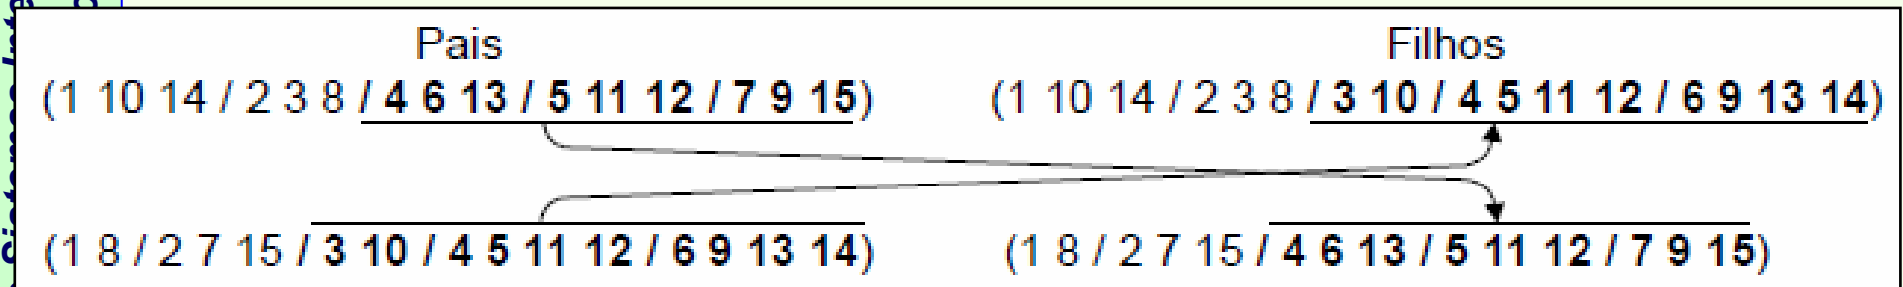 Pais Filhos
(1 10 14 / 2 3 8 / 4 6 13 / 5 11 12 / 7 9 15) (1 10 14 / 2 3 8 / 3 10 / 4 5 11 12 / 6 9 13 14)
(1 8 / 2 7 15 / 3 10 / 4 5 11 12 / 6 9 13 14) (1 8 / 2 7 15 / 4 6 13 / 5 11 12 / 7 9 15)